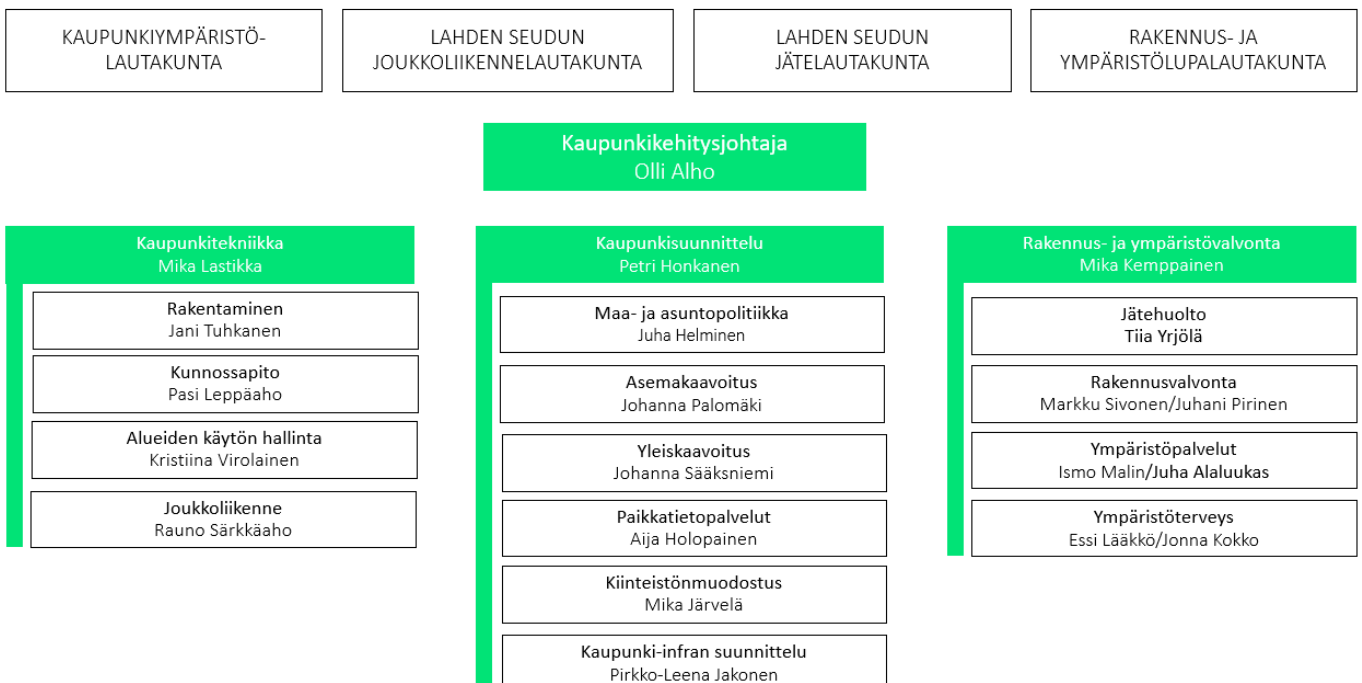 KAUPUNKIYMPÄRISTÖ-
LAUTAKUNTA
LAHDEN SEUDUN
JOUKKOLIIKENNELAUTAKUNTA
LAHDEN SEUDUN
JÄTELAUTAKUNTA
RAKENNUS- JA
YMPÄRISTÖLUPALAUTAKUNTA
Kaupunkikehitysjohtaja
Olli Alho
Kaupunkitekniikka
Mika Lastikka
Rakentaminen
Jani Tuhkanen
Kunnossapito
Pasi Leppäaho
Alueiden käytön hallinta
Kristiina Virolainen
Joukkoliikenne
Rauno Särkkäaho
Kaupunkisuunnittelu
Petri Honkanen
Maa- ja asuntopolitiikka
Juha Helminen
Asemakaavoitus
Johanna Palomäki
Yleiskaavoitus
Johanna Sääksniemi
Paikkatietopalvelut
Aija Holopainen
Kiinteistönmuodostus
Mika Järvelä
Kaupunki-infran suunnittelu
Pirkko-Leena Jakonen
Rakennus- ja ympäristövalvonta
Mika Kemppainen
Jätehuolto
Tiia Yrjölä
Rakennusvalvonta
Markku Sivonen/Juhani Pirinen
Ympäristöpalvelut
Ismo Malin/Juha Alaluukas
Ympäristöterveys
Essi Lääkkö/Jonna Kokko